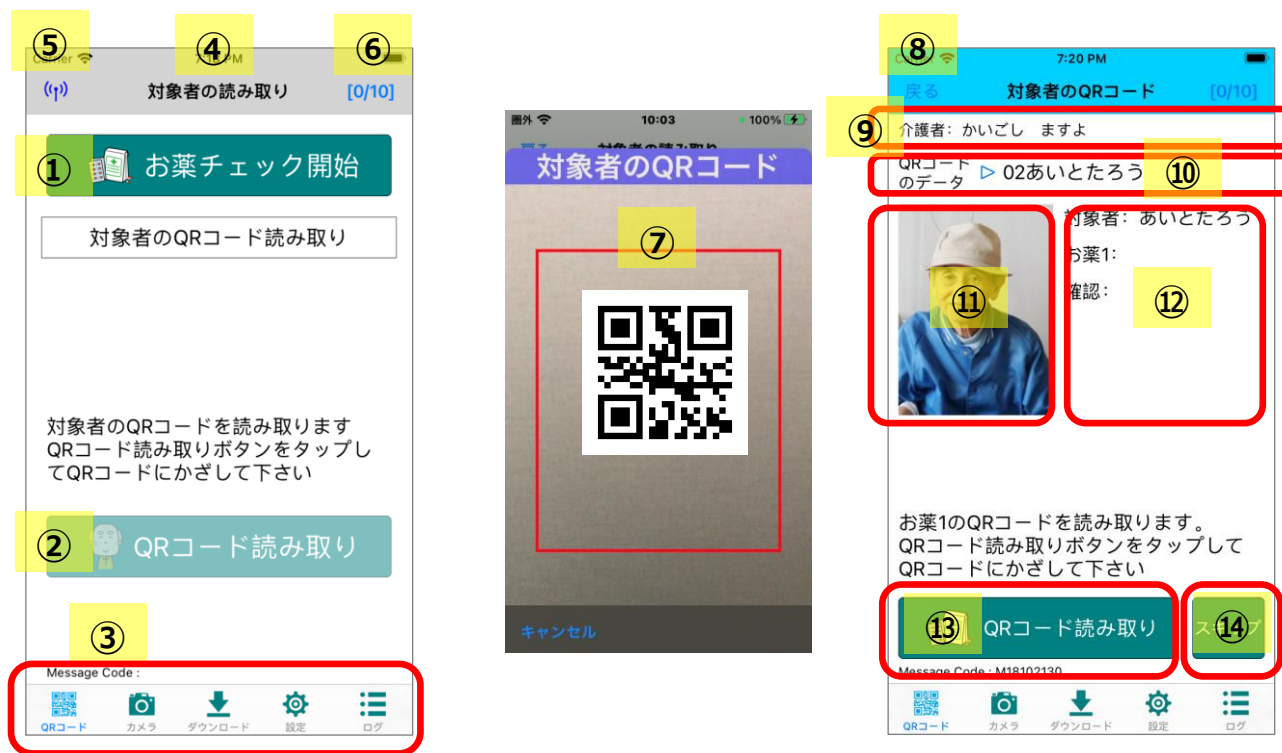 ⑤
④
⑥
対象者の読み取り
[0/10]
①
お薬チェック開始
対象者のQRコード読み取り
対象者のQRコードを読み取ります
QRコード読み取りボタンをタップし
てQRコードにかざして下さい
②
QRコード読み取り
③
Message Code :
QRコード
カメラ
ダウンロード
設定
ログ
圏外
10:03
100%
対象者のQRコード
⑦
キャンセル
⑧
7:20 PM
戻る
対象者のQRコード
[0/10]
⑨
介護者: かいごし ますよ
QRコード
のデータ
▷ 02あいとたろう
⑩
⑪
対象者: あいとたろう
お薬1:
確認:
⑫
お薬1のQRコードを読み取ります。
QRコード読み取りボタンをタップして
QRコードにかざして下さい
⑬
QRコード読み取り
⑭
Message Code : M18102130
QRコード
カメラ
ダウンロード
設定
ログ